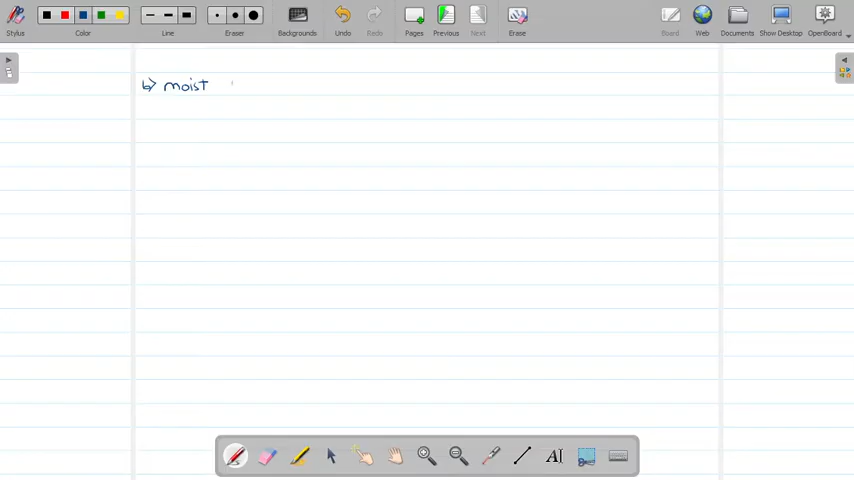 Stylus
Color
Line
Eraser
Backgrounds
Undo
Redo
Pages
Previous
Next
Erase
Board
Web
Documents
Show Desktop
OpenBoard
b) moist